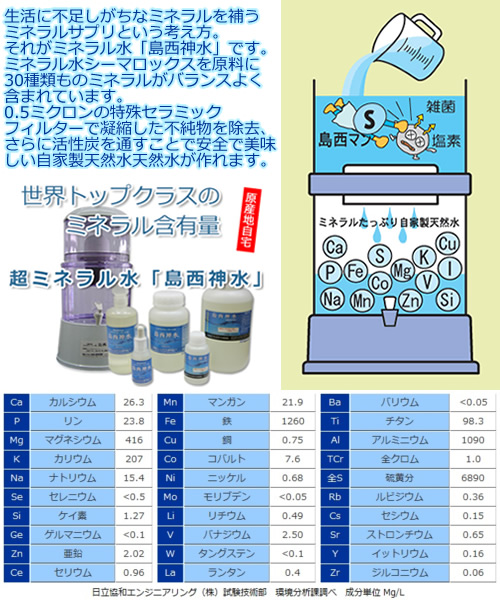 生活に不足しがちなミネラルを補う
ミネラルサプリという考え方。
それがミネラル水「島西神水」です。
ミネラル水シーマロックスを原料に
30種類ものミネラルがバランスよく
含まれています。
0.5ミクロンの特殊セラミック
フィルターで凝縮した不純物を除去、
さらに活性炭を通すことで安全で美味
しい自家製天然水天然水が作れます。
世界トップクラスの
ミネラル含有量
原産地自宅
超ミネラル水「島西神水」
雑菌
S
島西マン
塩素
ミネラルたっぷり自家製天然水
Ca S K Cu
P Fe Co Mg V I
Na Mn Zn Si
Ca カルシウム 26.3 Mn マンガン 21.9 Ba バリウム <0.05
P リン 23.8 Fe 鉄 1260 Ti チタン 98.3
Mg マグネシウム 416 Cu 銅 0.75 Al アルミニウム 1090
K カリウム 207 Co コバルト 7.6 TCr 全クロム 1.0
Na ナトリウム 15.4 Ni ニッケル 0.68 全S 硫黄分 6890
Se セレニウム <0.5 Mo モリブデン <0.05 Rb ルビジウム 0.36
Si ケイ素 1.27 Li リチウム 0.49 Cs セシウム 0.15
Ge ゲルマニウム <0.1 V バナジウム 2.50 Sr ストロンチウム 0.65
Zn 亜鉛 2.02 W タングステン <0.1 Y イットリウム 0.16
Ce セリウム 0.96 La ランタン 0.4 Zr ジルコニウム 0.06
日立協和エンジニアリング（株）試験技術部 環境分析課調べ 成分単位 Mg/L